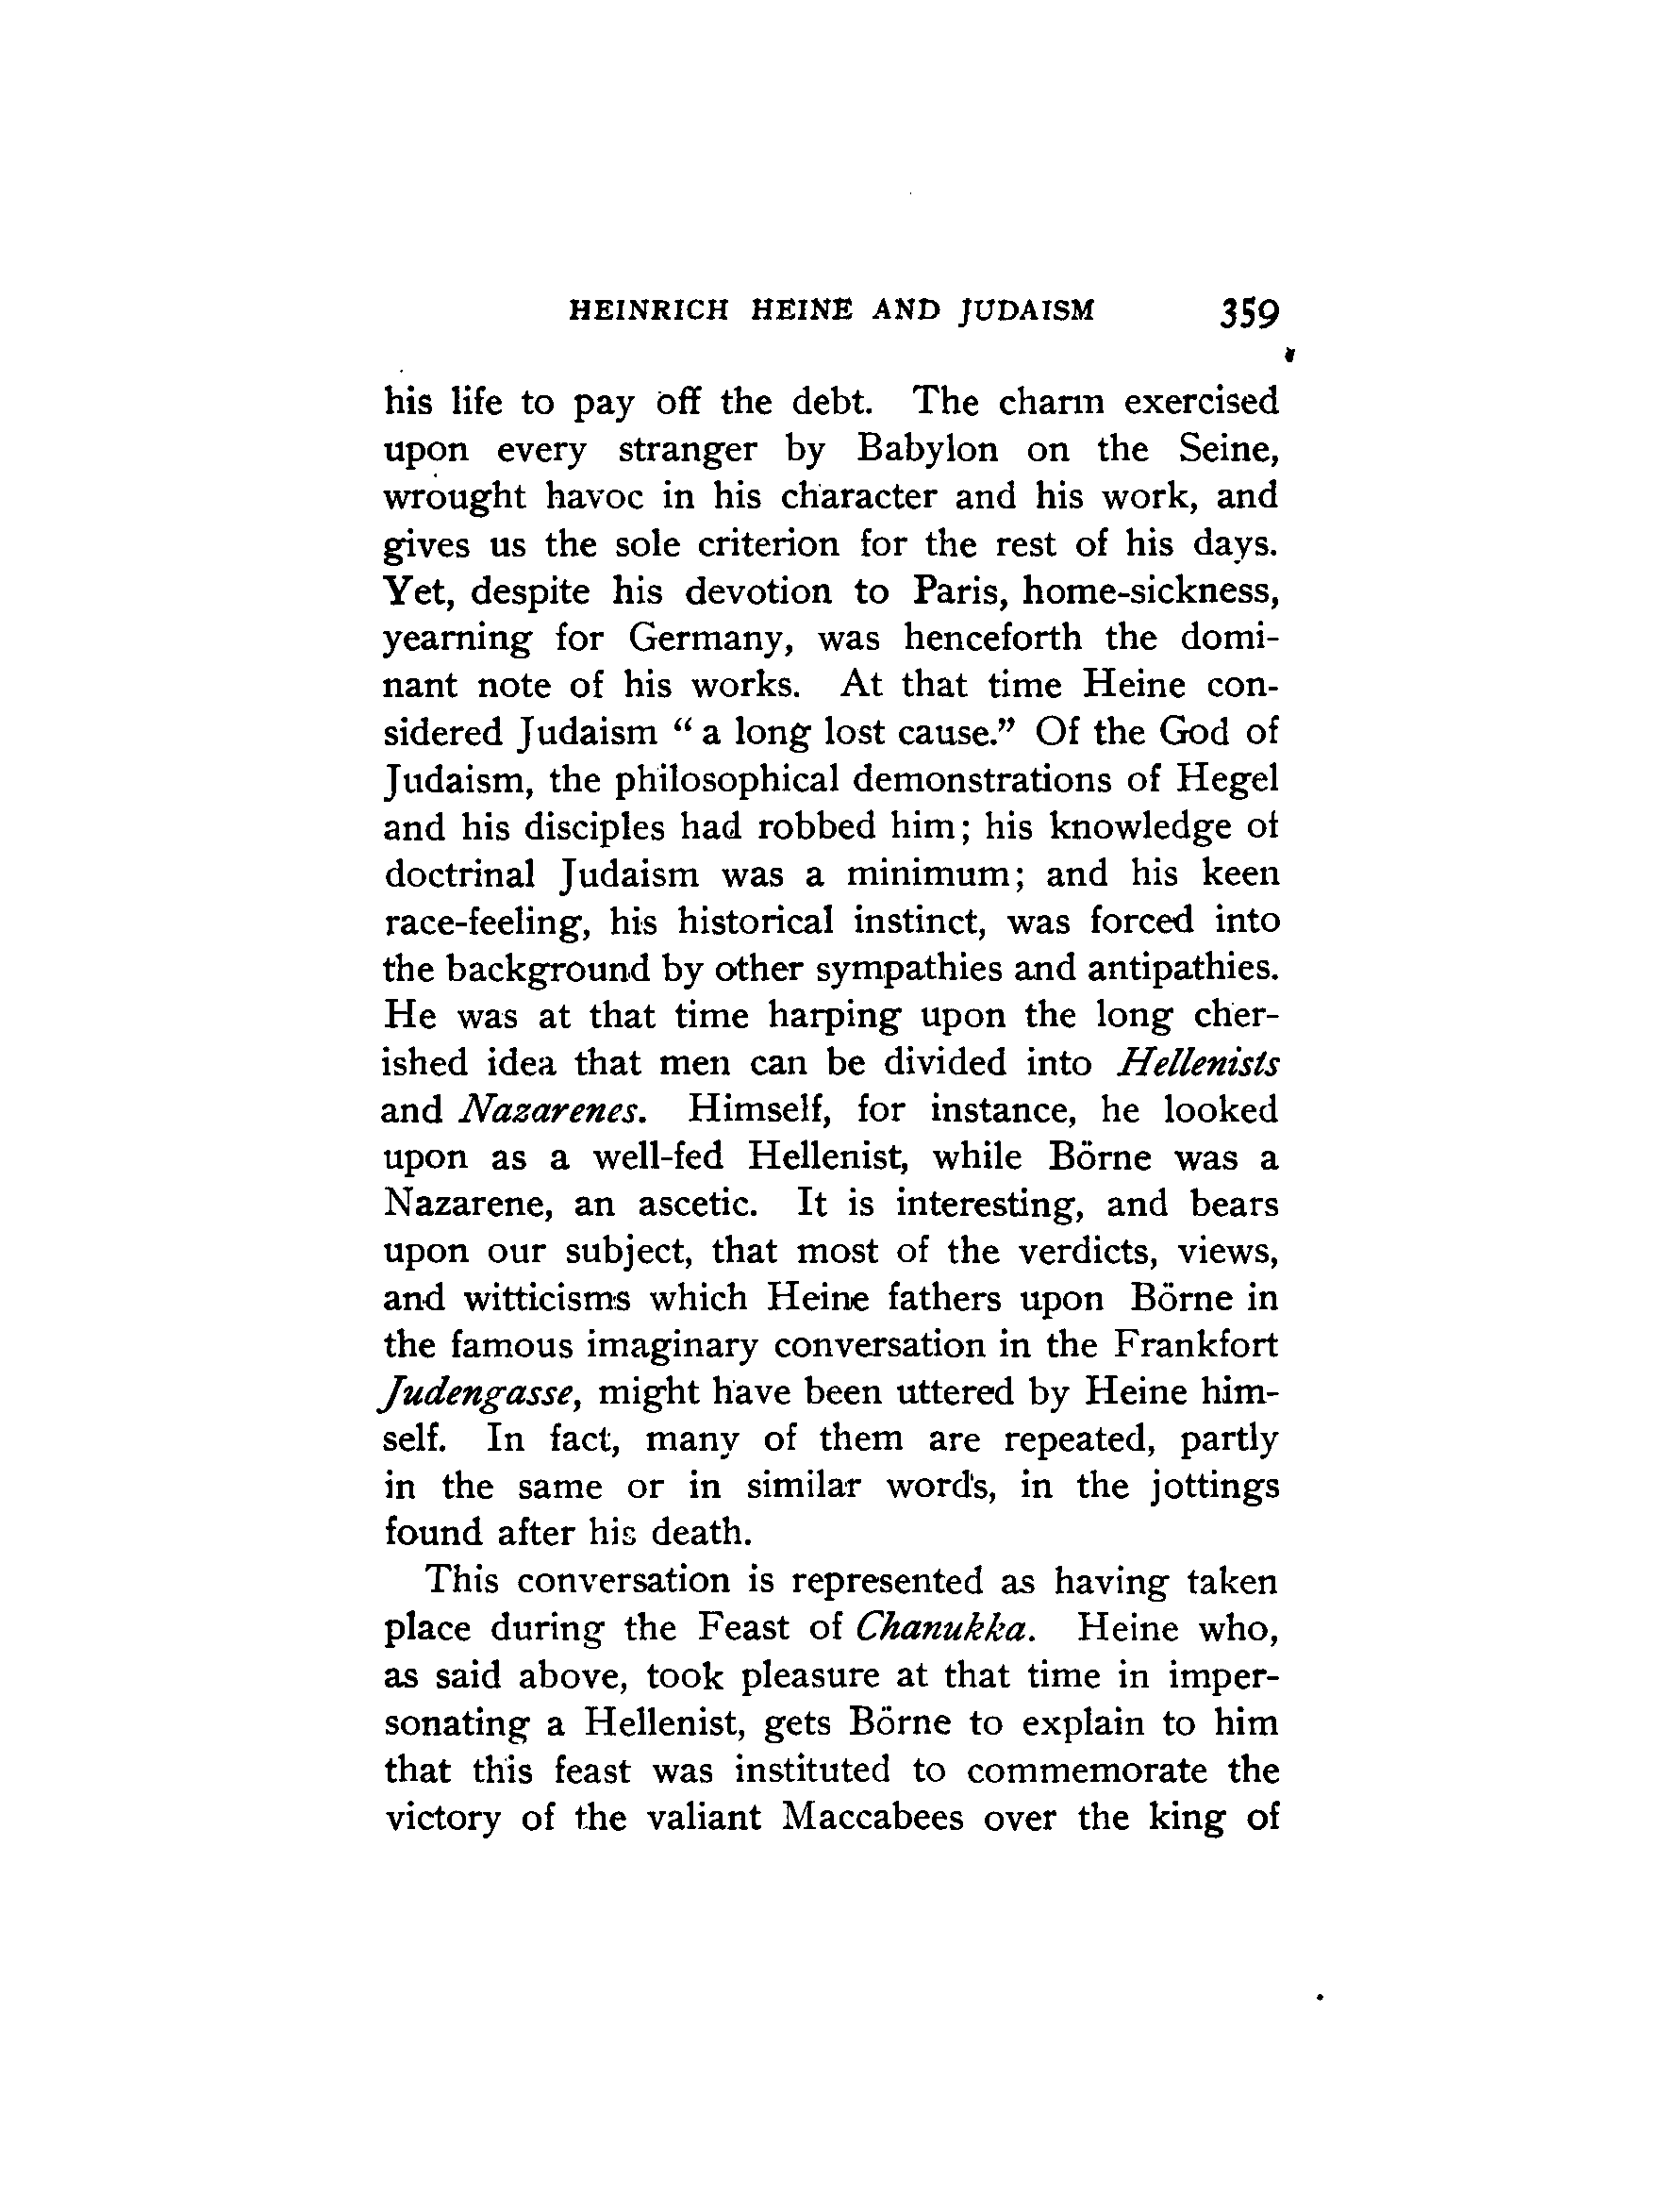 HEINRICH HEINE AND JUDAISM 359
his life to pay off the debt. The charm exercised
upon every stranger by Babylon on the Seine,
wrought havoc in his character and his work, and
gives us the sole criterion for the rest of his days.
Yet, despite his devotion to Paris, home-sickness,
yearning for Germany, was henceforth the domi-
nant note of his works. At that time Heine con-
sidered Judaism “ a long lost cause.” Of the God of
Judaism, the philosophical demonstrations of Hegel
and his disciples had robbed him; his knowledge of
doctrinal Judaism was a minimum; and his keen
race-feeling, his historical instinct, was forced into
the background by other sympathies and antipathies.
He was at that time harping upon the long cher-
ished idea that men can be divided into Hellenists
and Nazarenes. Himself, for instance, he looked
upon as a well-fed Hellenist, while Börne was a
Nazarene, an ascetic. It is interesting, and bears
upon our subject, that most of the verdicts, views,
and witticisms which Heine fathers upon Börne in
the famous imaginary conversation in the Frankfort
Judengasse, might have been uttered by Heine him-
self. In fact, many of them are repeated, partly
in the same or in similar words, in the jottings
found after his death.
This conversation is represented as having taken
place during the Feast of Chanukka. Heine who,
as said above, took pleasure at that time in imper-
sonating a Hellenist, gets Börne to explain to him
that this feast was instituted to commemorate the
victory of the valiant Maccabees over the king of